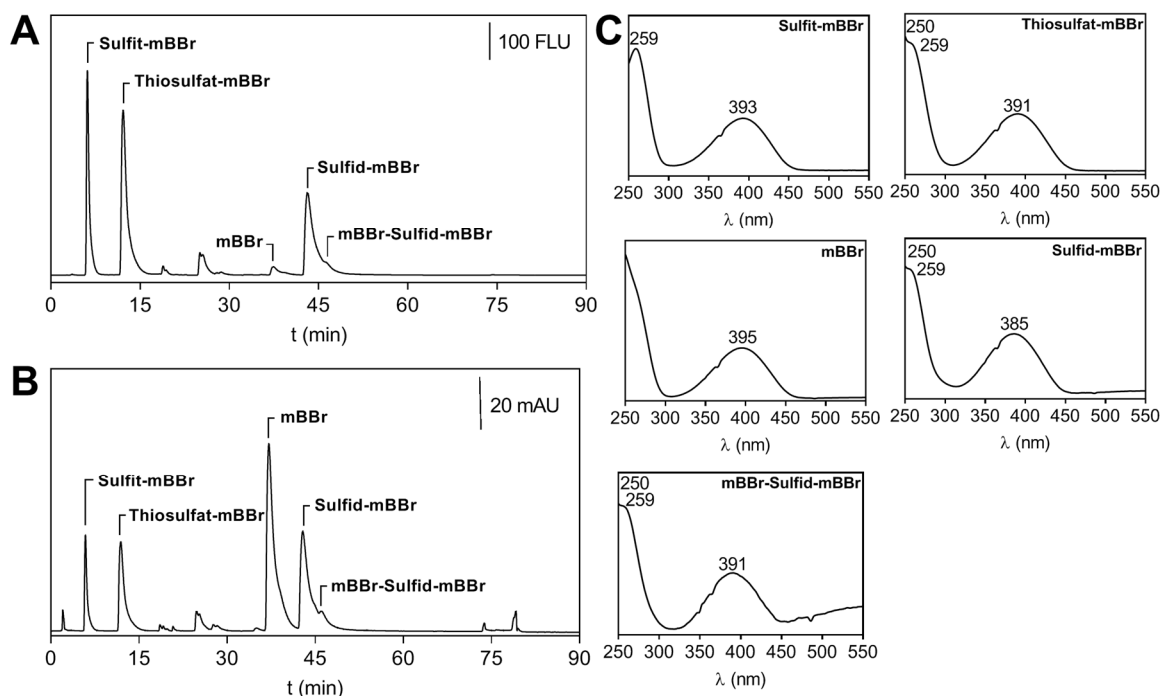 A
100 FLU
Sulfit-mBBr
Thiosulfat-mBBr
Sulfid-mBBr
mBBr
mBBr-Sulfid-mBBr
0 15 30 45 60 75 90
t (min)
B
20 mAU
mBBr
Sulfit-mBBr
Thiosulfat-mBBr
Sulfid-mBBr
mBBr-Sulfid-mBBr
0 15 30 45 60 75 90
t (min)
C
Sulfit-mBBr
259
393
250 300 350 400 450 500 550
λ (nm)
Thiosulfat-mBBr
250
259
391
250 300 350 400 450 500 550
λ (nm)
mBBr
395
250 300 350 400 450 500 550
λ (nm)
Sulfid-mBBr
250
259
385
250 300 350 400 450 500 550
λ (nm)
mBBr-Sulfid-mBBr
250
259
391
250 300 350 400 450 500 550
λ (nm)